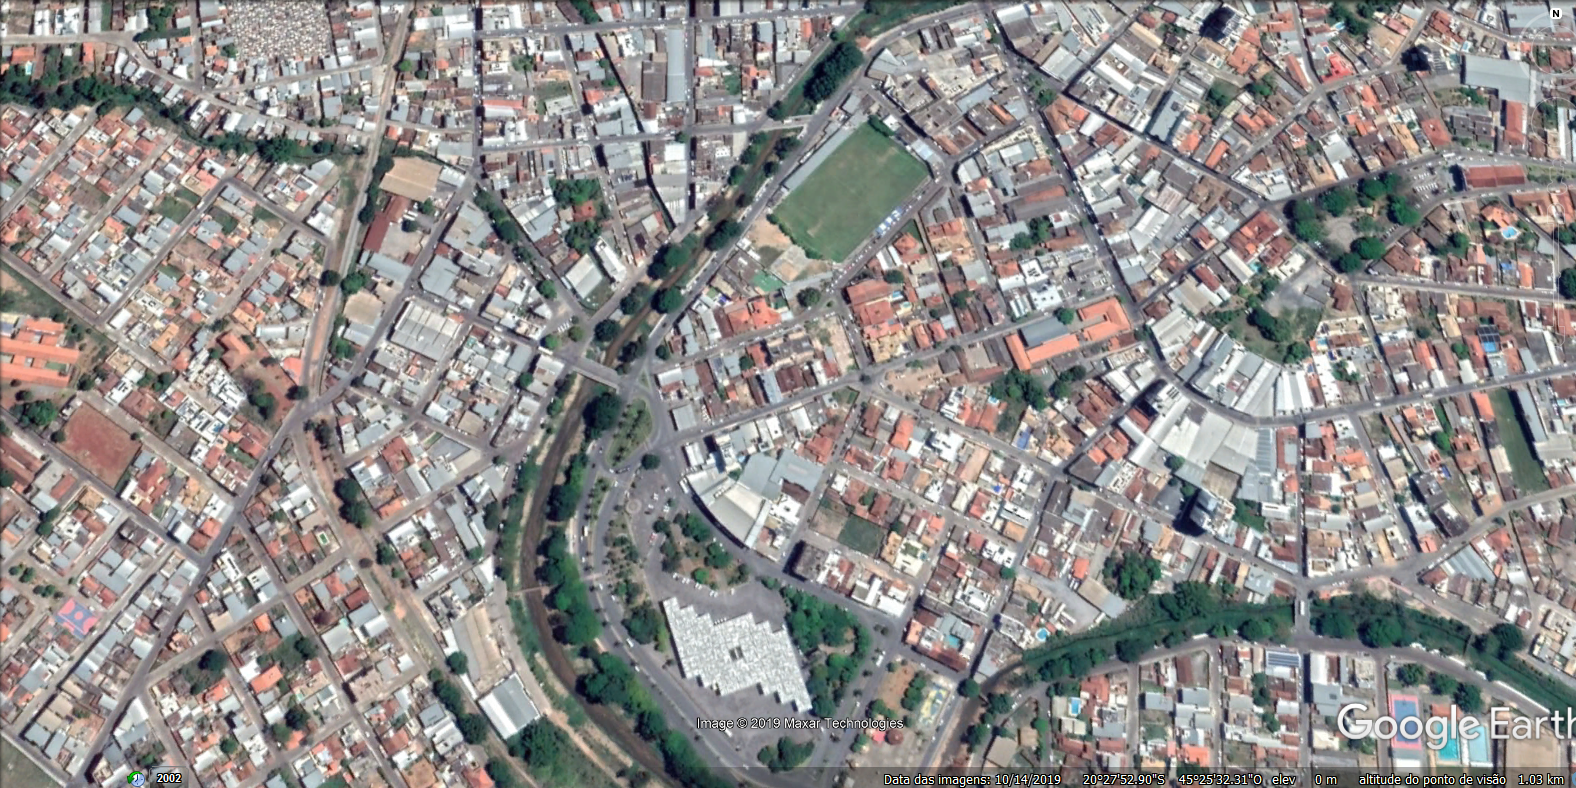 N
Image © 2019 Maxar Technologies
Google Earth
2002
Data das imagens: 10/14/2019 20°27'52.90"S 45°25'32.31"O elev 0 m altitude do ponto de visão 1.03 km